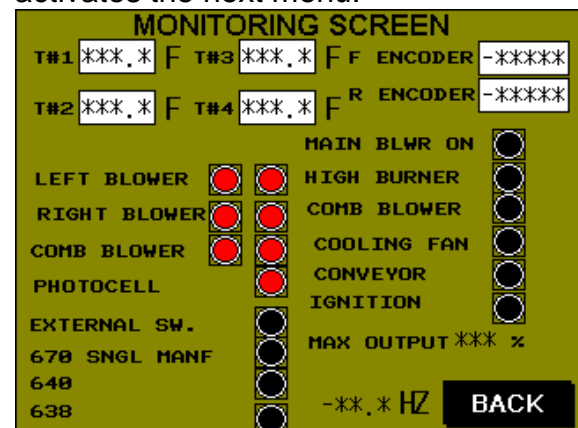 activates the next menu.
MONITORING SCREEN
T#1 ***.* F T#3 ***.* F F ENCODER -*****
T#2 ***.* F T#4 ***.* F R ENCODER -*****
MAIN BLWR ON
LEFT BLOWER HIGH BURNER
RIGHT BLOWER COMB BLOWER
COMB BLOWER COOLING FAN
PHOTOCELL CONVEYOR
IGNITION
EXTERNAL SW.
670 SNGL MANF MAX OUTPUT *** %
640
638 -**.* HZ BACK